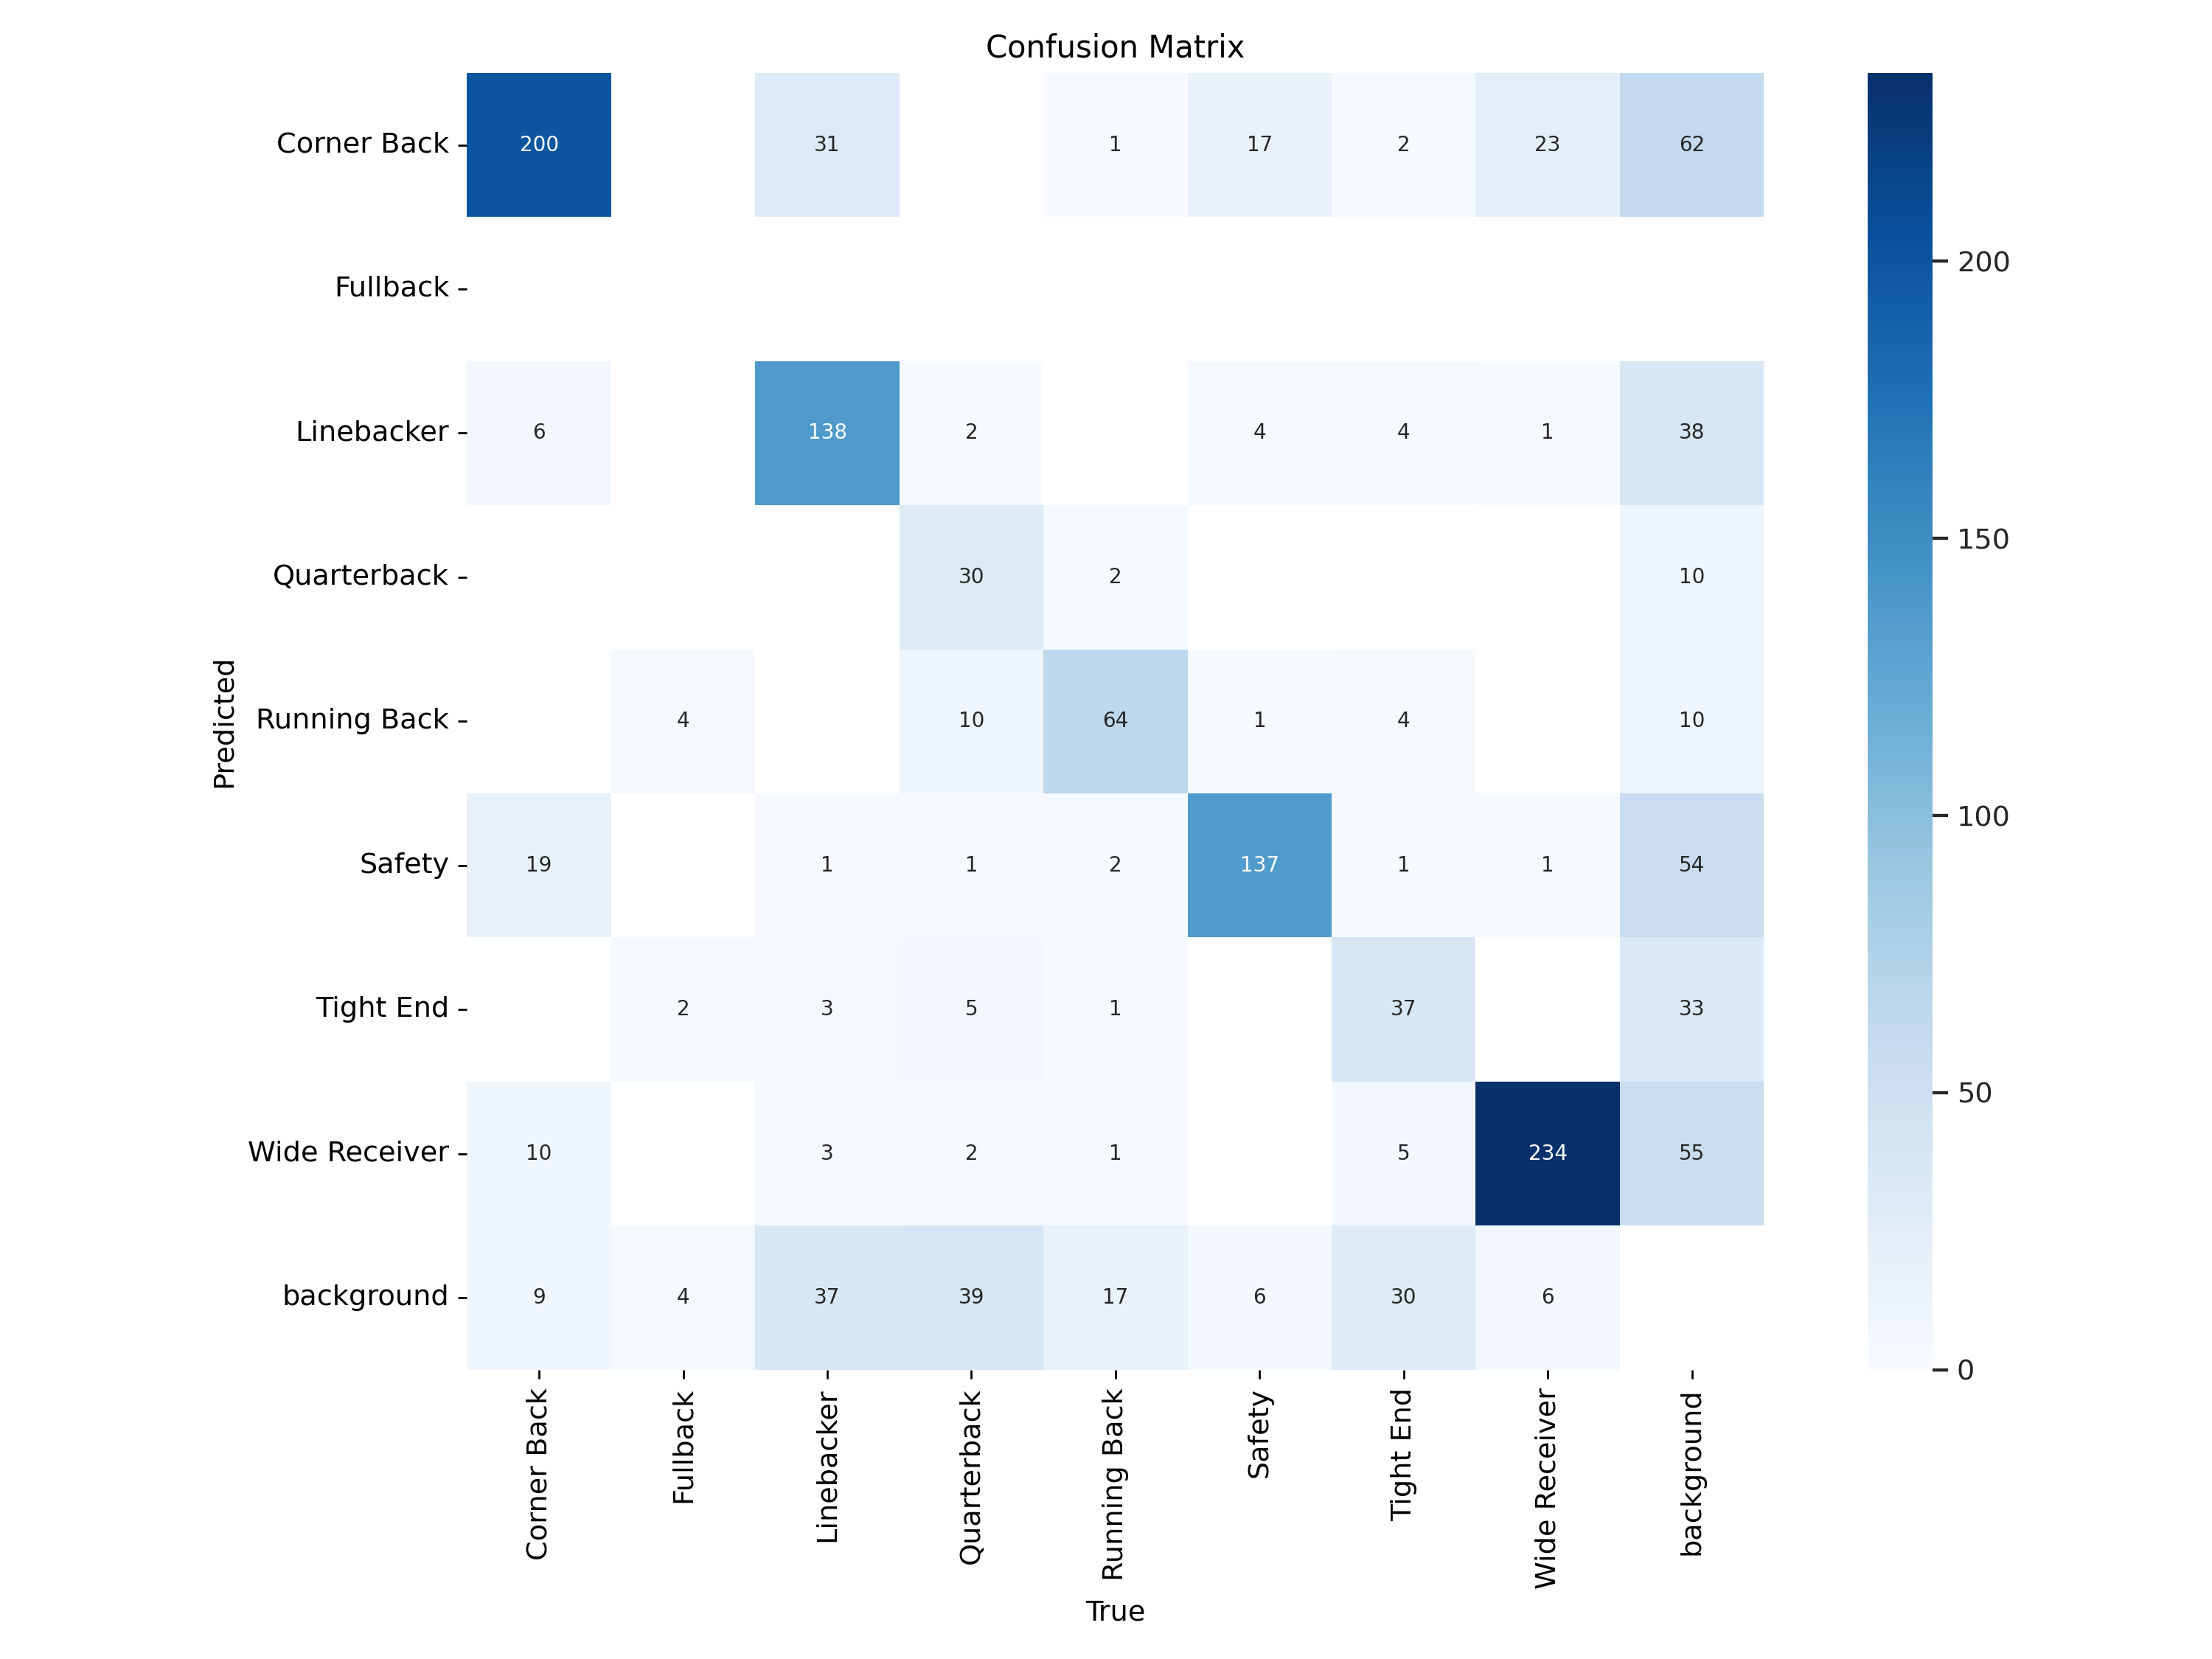 Confusion Matrix
Corner Back 200 31 1 17 2 23 62
Fullback
Linebacker 6 138 2 4 4 1 38
Quarterback 30 2 10
Running Back 4 10 64 1 4 10
Safety 19 1 1 2 137 1 1 54
Tight End 2 3 5 1 37 33
Wide Receiver 10 3 2 1 5 234 55
background 9 4 37 39 17 6 30 6
Predicted
Corner Back Fullback Linebacker Quarterback Running Back Safety Tight End Wide Receiver background
True
200
150
100
50
0